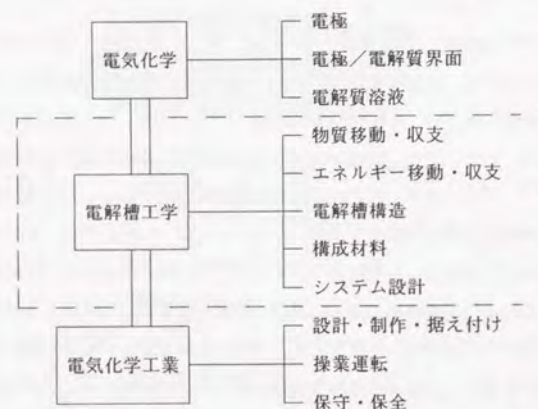 電気化学
電極
電極／電解質界面
電解質溶液
電解槽工学
物質移動・収支
エネルギー移動・収支
電解槽構造
構成材料
システム設計
電気化学工業
設計・制作・据え付け
操業運転
保守・保全